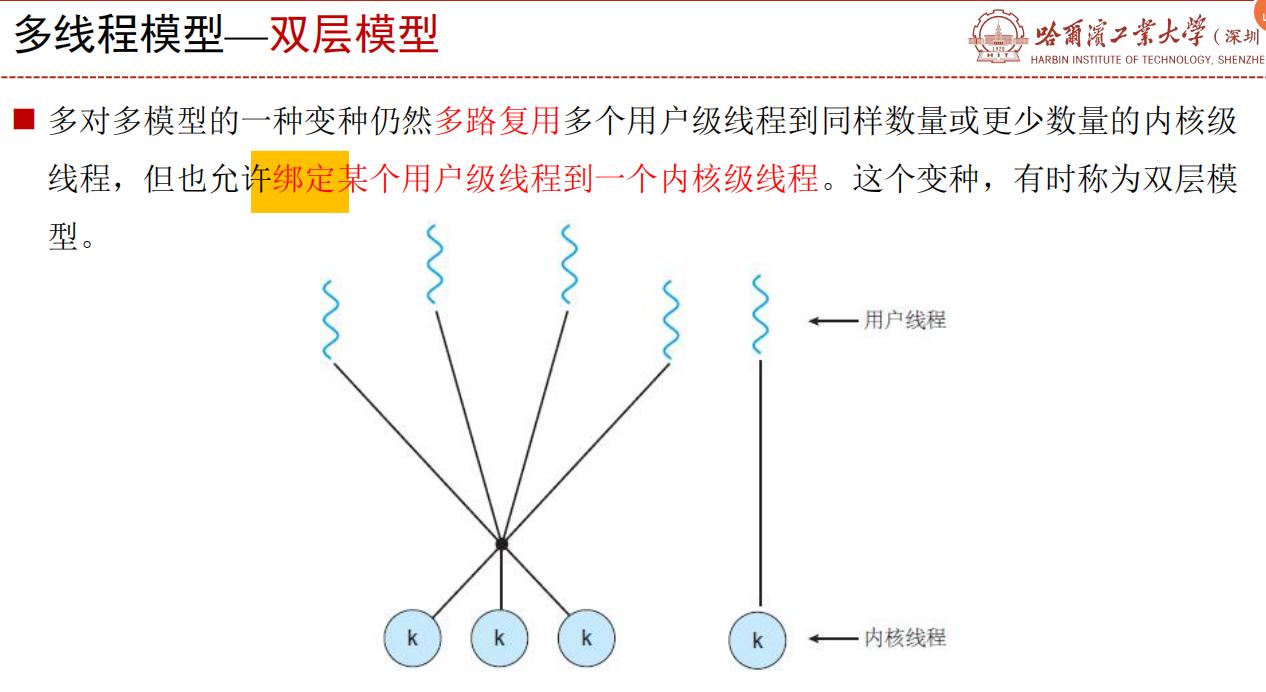 多线程模型—双层模型
哈爾濱工業大學(深圳
HARBIN INSTITUTE OF TECHNOLOGY, SHENZHE
1920
HIT
多对多模型的一种变种仍然多路复用多个用户级线程到同样数量或更少数量的内核级
线程，但也允许绑定某个用户级线程到一个内核级线程。这个变种，有时称为双层模
型。
用户线程
k
k
k
k
内核线程